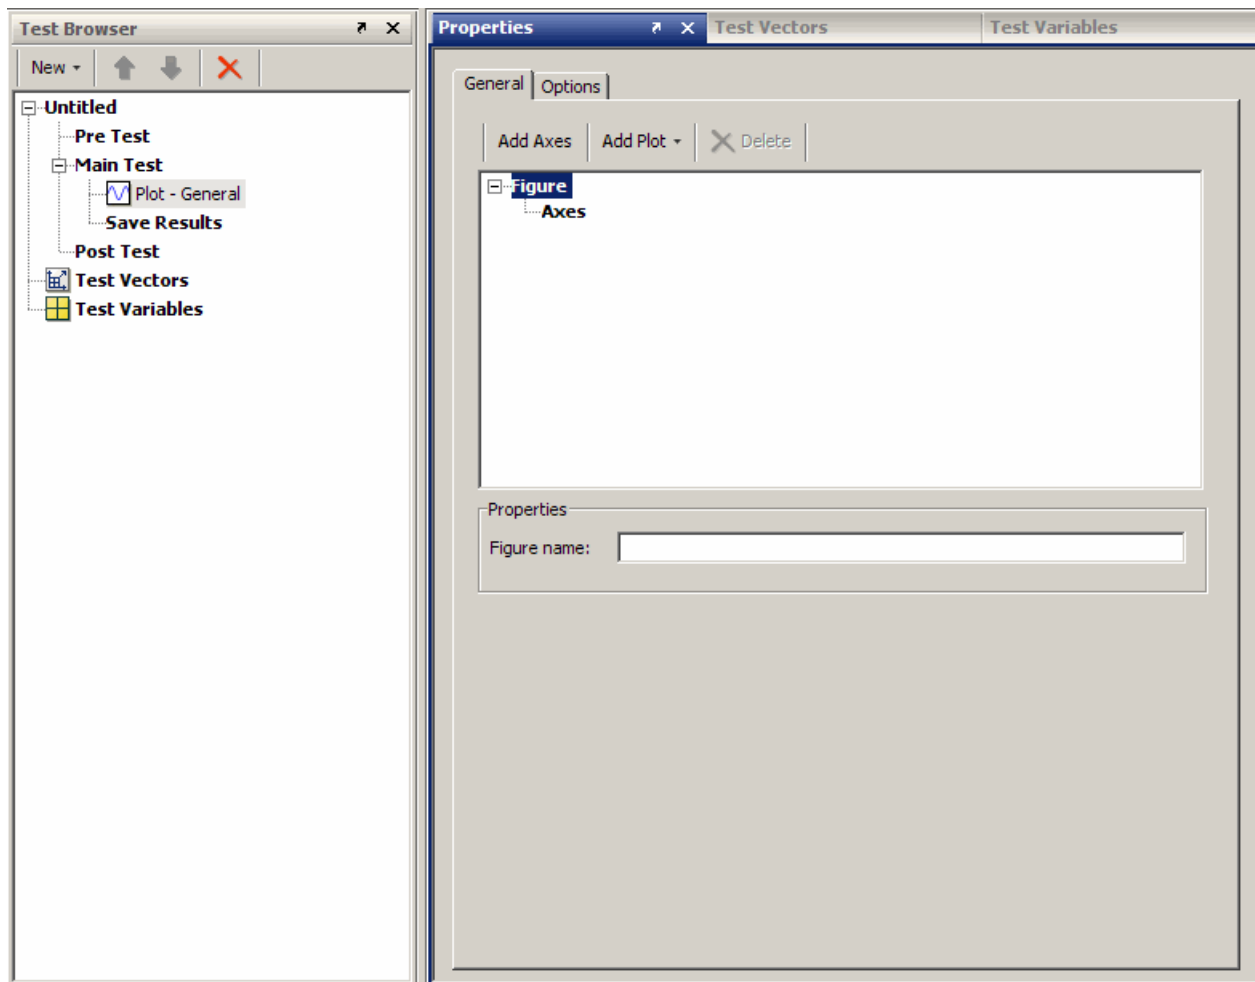 Test Browser
New
Untitled
Pre Test
Main Test
Plot - General
Save Results
Post Test
Test Vectors
Test Variables
Properties Test Vectors Test Variables
General Options
Add Axes Add Plot Delete
Figure
Axes
Properties
Figure name: